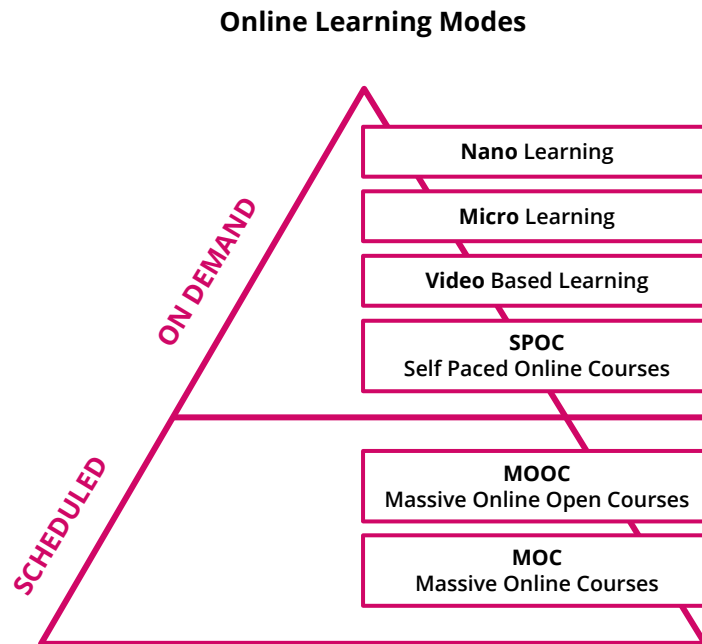 Online Learning Modes
Nano Learning
Micro Learning
Video Based Learning
SPOC
Self Paced Online Courses
ON DEMAND
MOOC
Massive Online Open Courses
MOC
Massive Online Courses
SCHEDULED